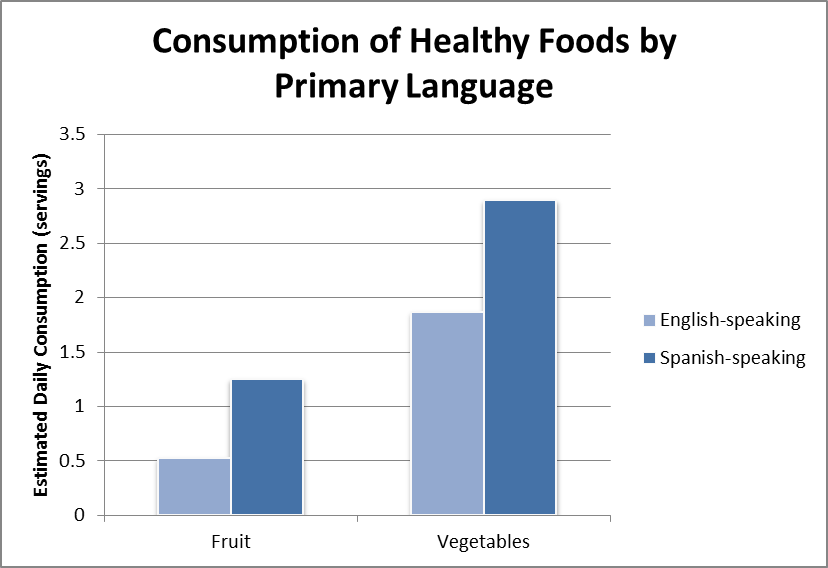 Consumption of Healthy Foods by
Primary Language
Estimated Daily Consumption (servings)
3.5
3
2.5
2
1.5
1
0.5
0
Fruit
Vegetables
English-speaking
Spanish-speaking